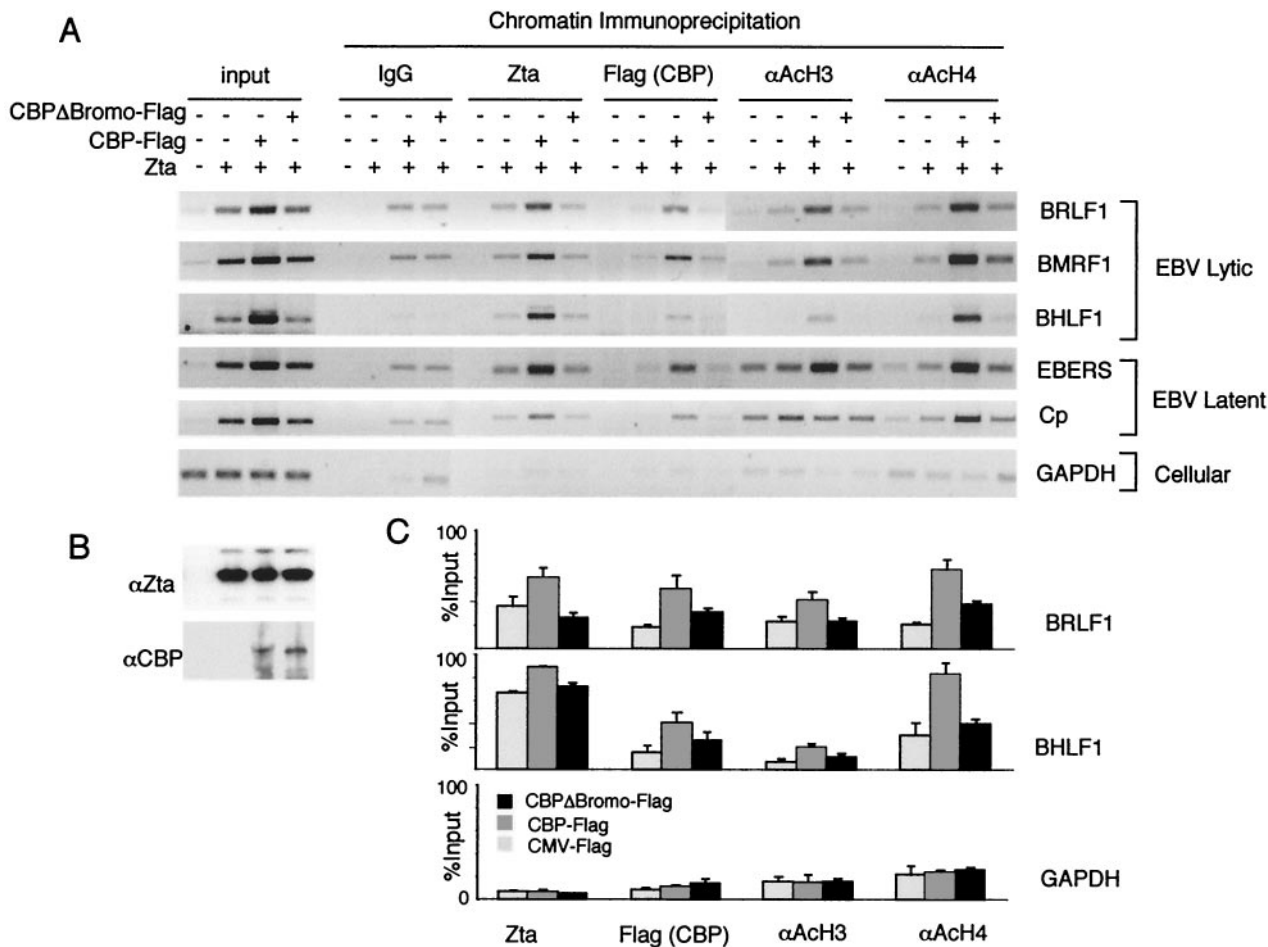 A
Chromatin Immunoprecipitation
input IgG Zta Flag (CBP) αAcH3 αAcH4
CBPΔBromo-Flag - - - + - - - + - - - + - - - + - - - + - - - +
CBP-Flag - - + - - - + - - - + - - - + - - - + - - - + -
Zta - + + + - + + + - + + + - + + + - + + + - + + +
BRLF1
BMRF1
BHLF1
EBV Lytic
EBERS
Cp
EBV Latent
GAPDH
Cellular
B
αZta
αCBP
C
100
%Input
BRLF1
100
%Input
BHLF1
100
%Input
0
CBPΔBromo-Flag
CBP-Flag
CMV-Flag
GAPDH
Zta Flag (CBP) αAcH3 αAcH4